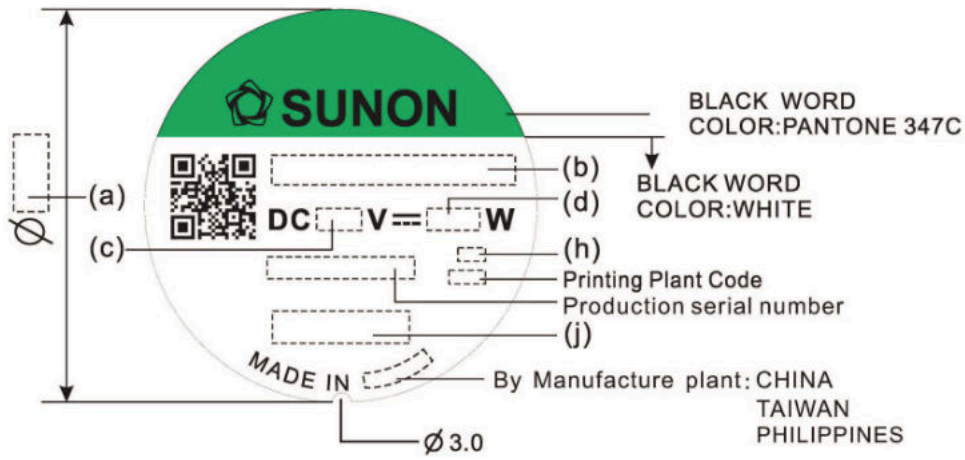 SUNON
BLACK WORD
COLOR:PANTONE 347C
(b)
BLACK WORD
COLOR:WHITE
(a)
(d)
DC V W
(c)
(h)
Printing Plant Code
Production serial number
(j)
MADE IN
By Manufacture plant: CHINA
TAIWAN
PHILIPPINES
Ø
Ø 3.0